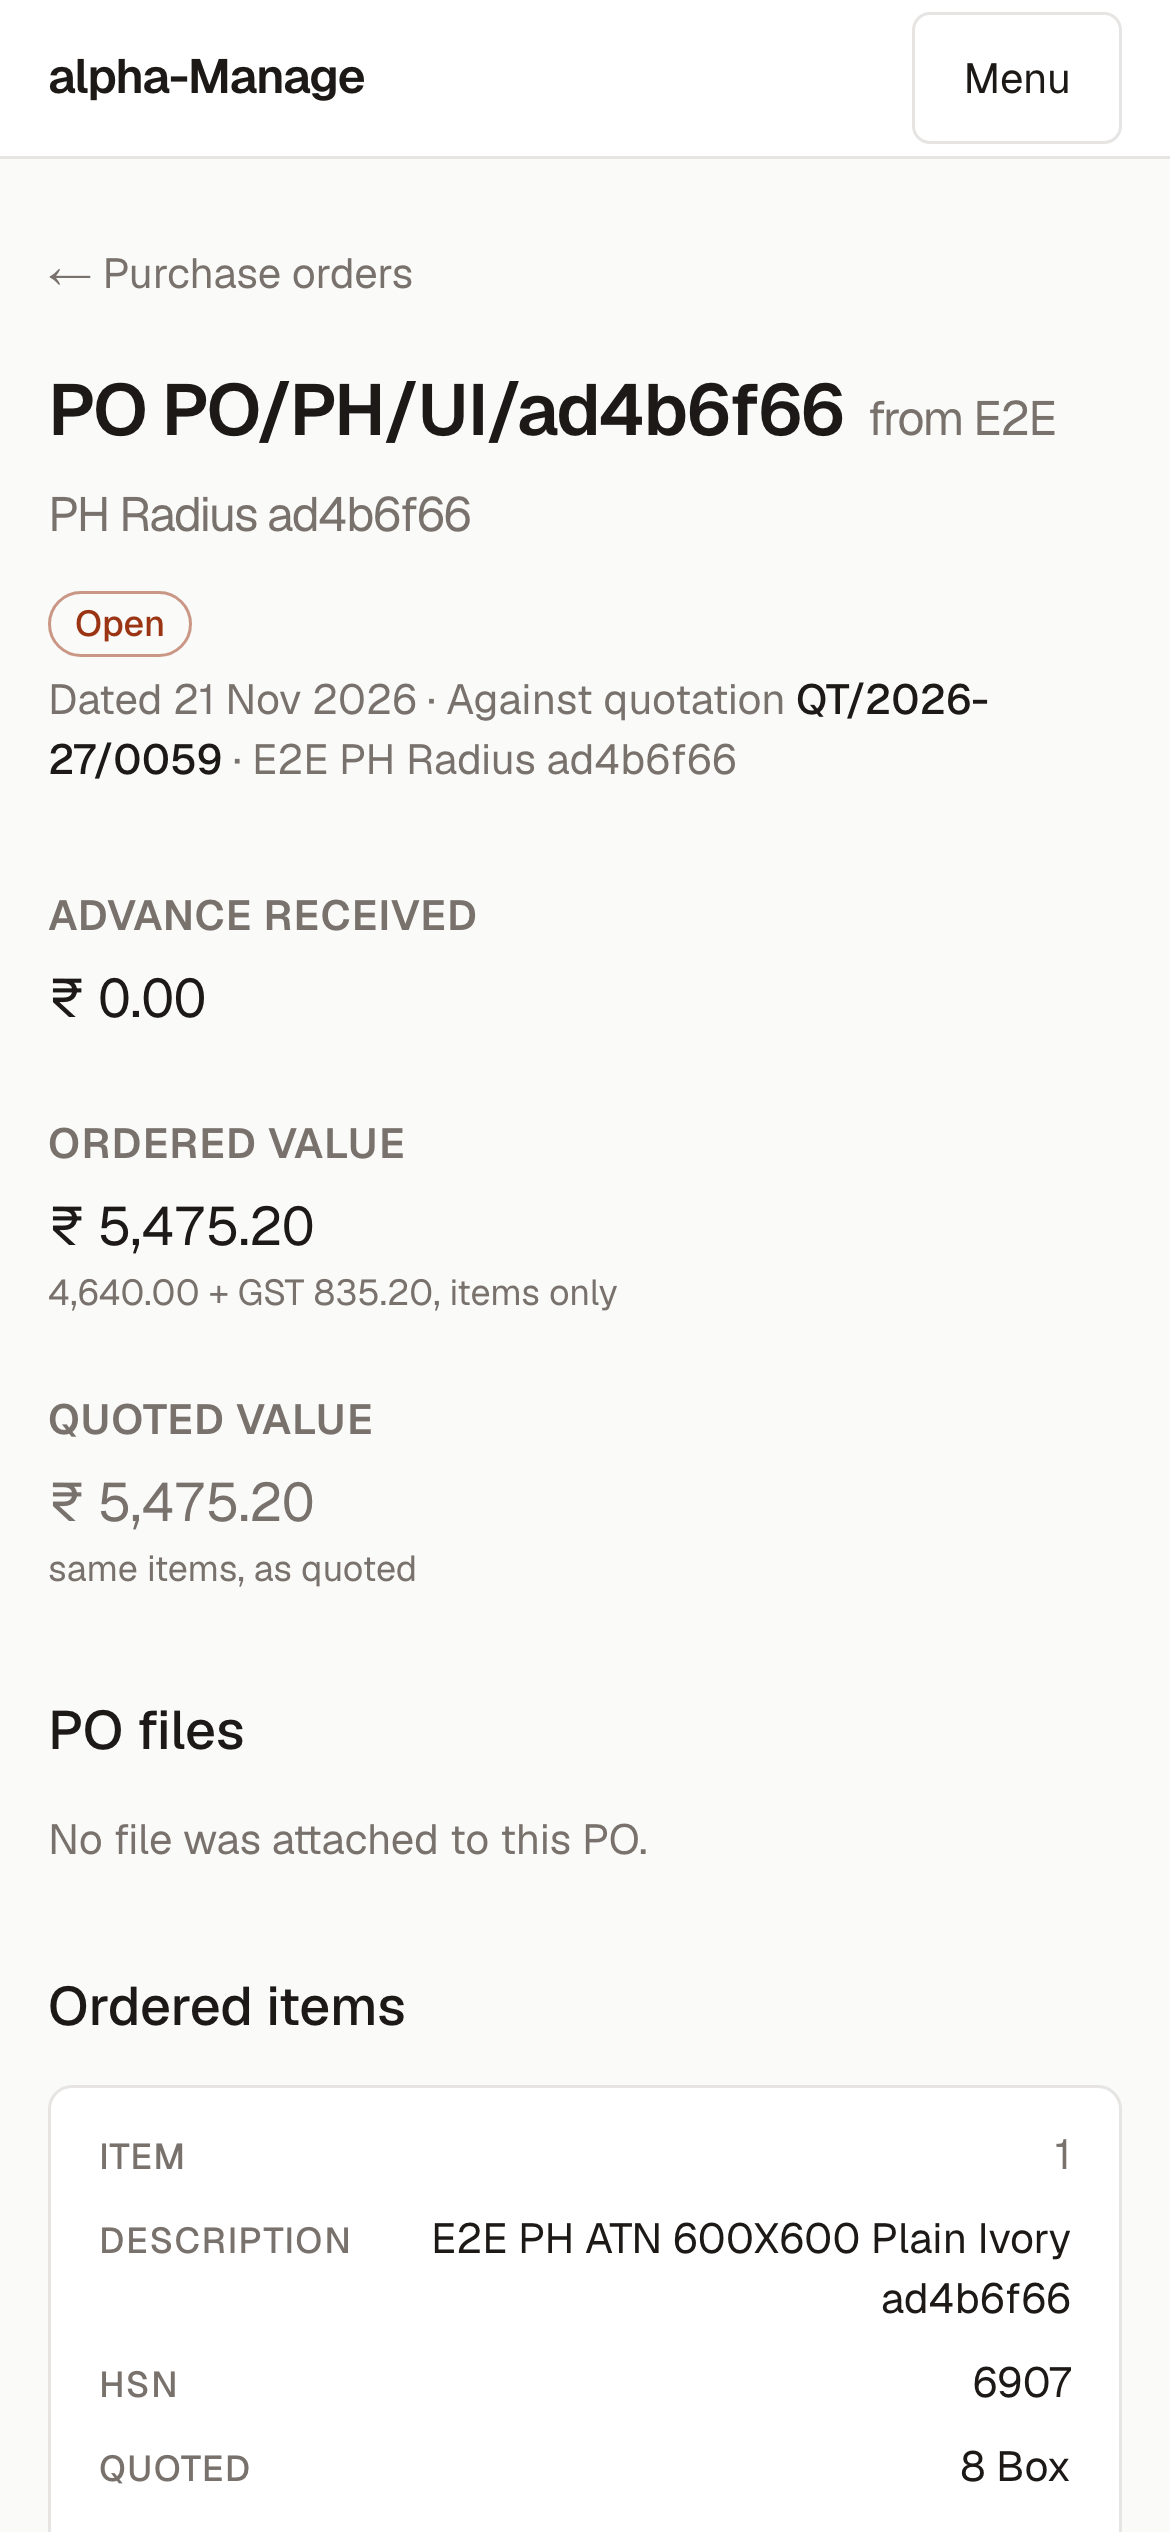 alpha-Manage
Menu
← Purchase orders
PO PO/PH/UI/ad4b6f66 from E2E
PH Radius ad4b6f66
Open
Dated 21 Nov 2026 · Against quotation QT/2026-
27/0059 · E2E PH Radius ad4b6f66
ADVANCE RECEIVED
₹ 0.00
ORDERED VALUE
₹ 5,475.20
4,640.00 + GST 835.20, items only
QUOTED VALUE
₹ 5,475.20
same items, as quoted
PO files
No file was attached to this PO.
Ordered items
ITEM 1
DESCRIPTION E2E PH ATN 600X600 Plain Ivory
ad4b6f66
HSN 6907
QUOTED 8 Box